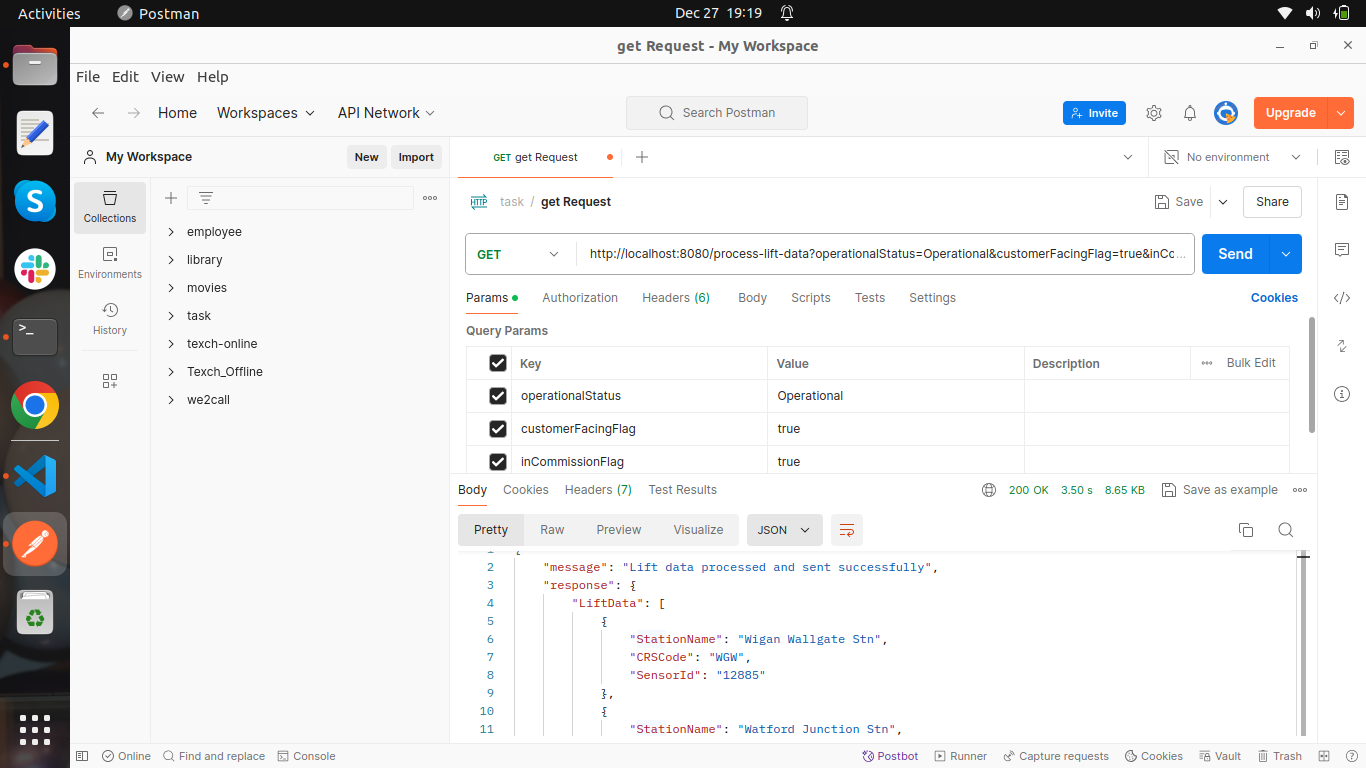 Activities Postman Dec 27 19:19
get Request - My Workspace
File Edit View Help
Home Workspaces API Network Search Postman Invite Upgrade
My Workspace New Import GET get Request No environment
Collections
Environments
History
employee
library
movies
task
texch-online
Texch_Offline
we2call
HTTP task / get Request Save Share
GET http://localhost:8080/process-lift-data?operationalStatus=Operational&customerFacingFlag=true&inCc... Send
Params Authorization Headers (6) Body Scripts Tests Settings Cookies
Query Params
Key Value Description Bulk Edit
operationalStatus Operational
customerFacingFlag true
inCommissionFlag true
Body Cookies Headers (7) Test Results 200 OK 3.50 s 8.65 KB Save as example
Pretty Raw Preview Visualize JSON
2 "message": "Lift data processed and sent successfully",
3 "response": {
4 "LiftData": [
5 {
6 "StationName": "Wigan Wallgate Stn",
7 "CRSCode": "WGW",
8 "SensorId": "12885"
9 },
10 {
11 "StationName": "Watford Junction Stn",
Online Find and replace Console Postbot Runner Capture requests Cookies Vault Trash